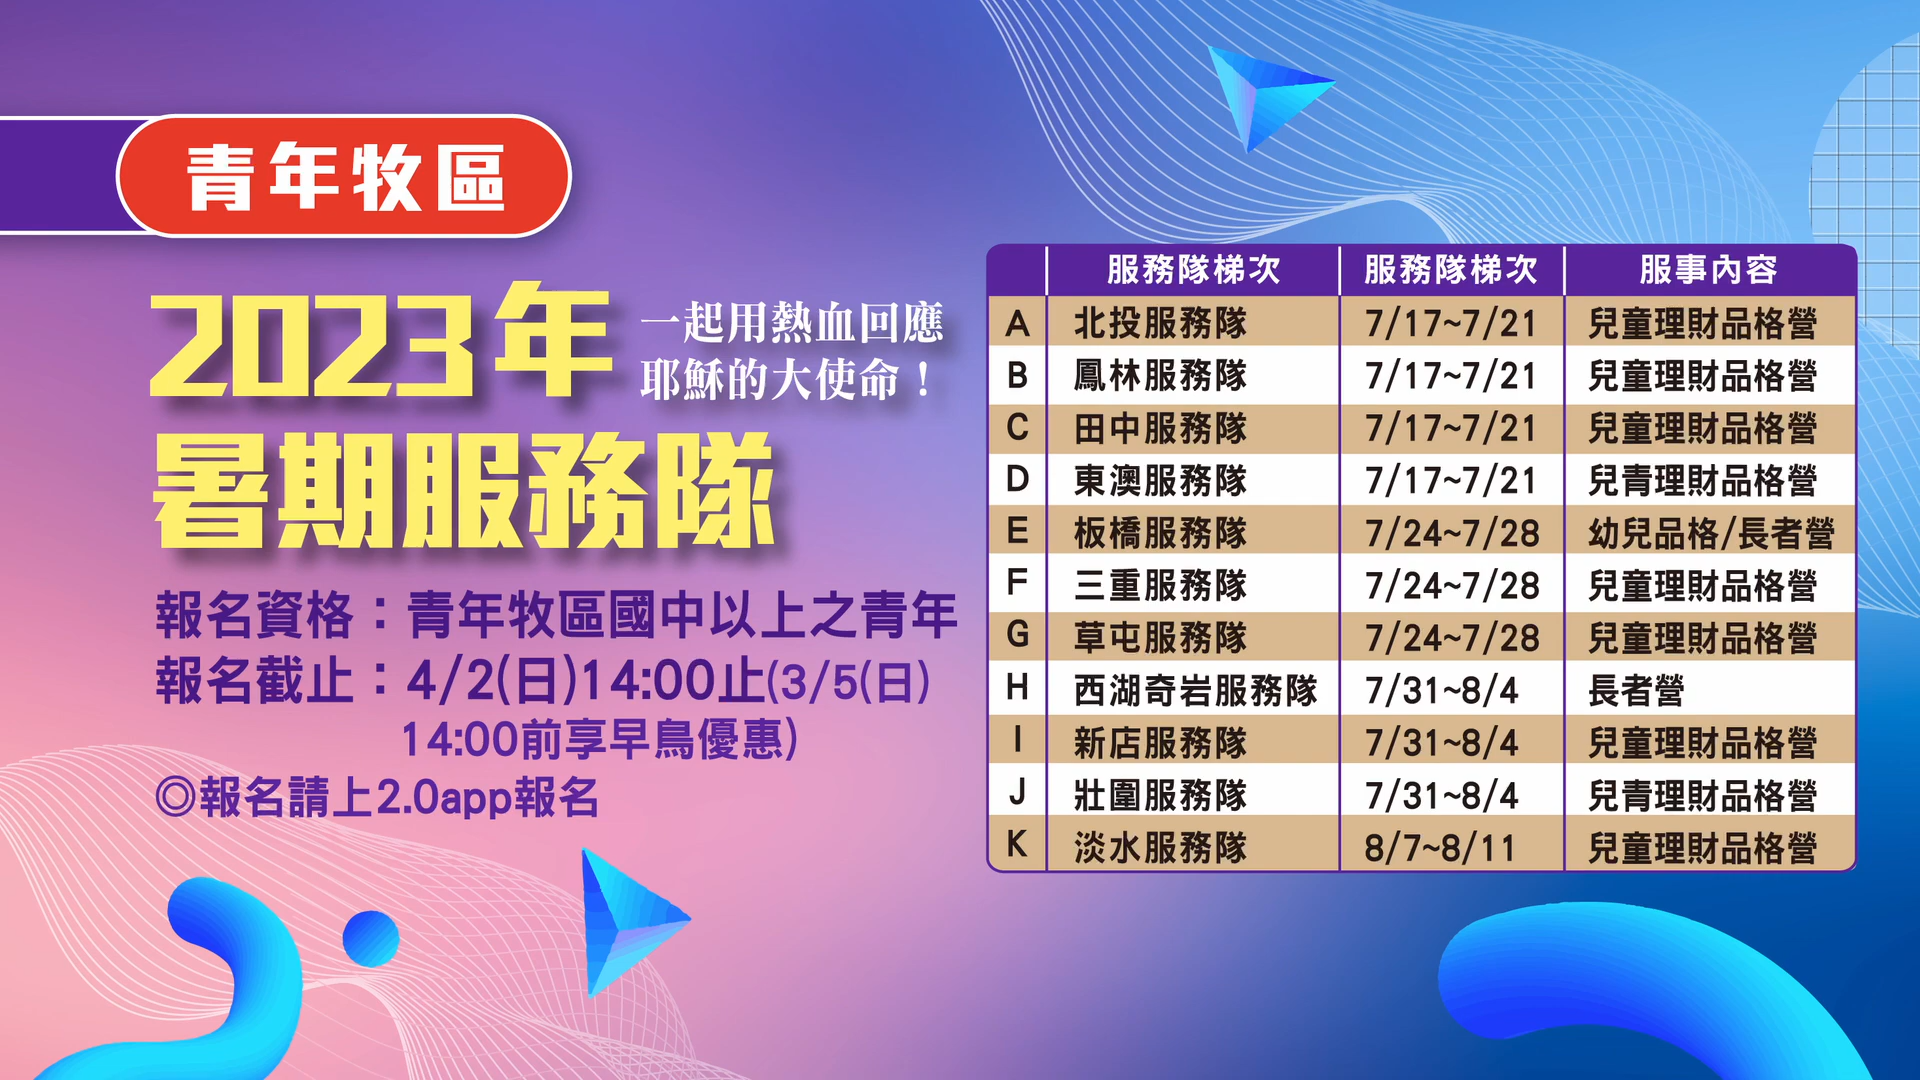 青年牧區
2023年
一起用熱血回應
耶穌的大使命！
暑期服務隊
報名資格：青年牧區國中以上之青年
報名截止：4/2(日)14:00止(3/5(日)
14:00前享早鳥優惠)
◎報名請上2.0app報名
服務隊梯次 服務隊梯次 服事內容
A 北投服務隊 7/17~7/21 兒童理財品格營
B 鳳林服務隊 7/17~7/21 兒童理財品格營
C 田中服務隊 7/17~7/21 兒童理財品格營
D 東澳服務隊 7/17~7/21 兒青理財品格營
E 板橋服務隊 7/24~7/28 幼兒品格/長者營
F 三重服務隊 7/24~7/28 兒童理財品格營
G 草屯服務隊 7/24~7/28 兒童理財品格營
H 西湖奇岩服務隊 7/31~8/4 長者營
I 新店服務隊 7/31~8/4 兒童理財品格營
J 壯圍服務隊 7/31~8/4 兒青理財品格營
K 淡水服務隊 8/7~8/11 兒童理財品格營